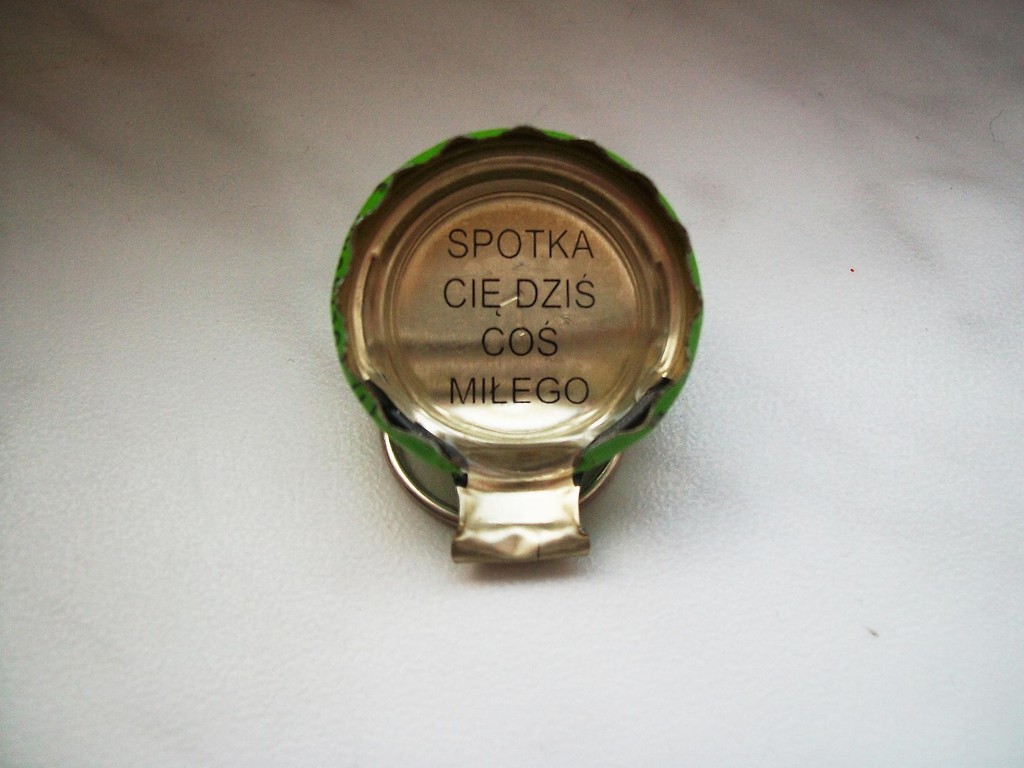 SPOTKA
CIĘ DZIŚ
COŚ
MIŁEGO